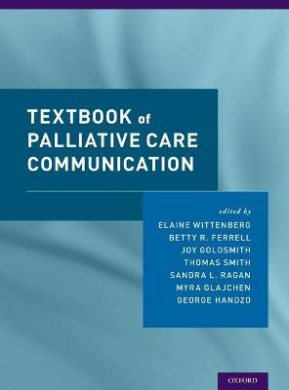 TEXTBOOK of
PALLIATIVE CARE
COMMUNICATION
edited by
ELAINE WITTENBERG
BETTY R. FERRELL
JOY GOLDSMITH
THOMAS SMITH
SANDRA L. RAGAN
MYRA GLAJCHEN
GEORGE HANDZO
OXFORD